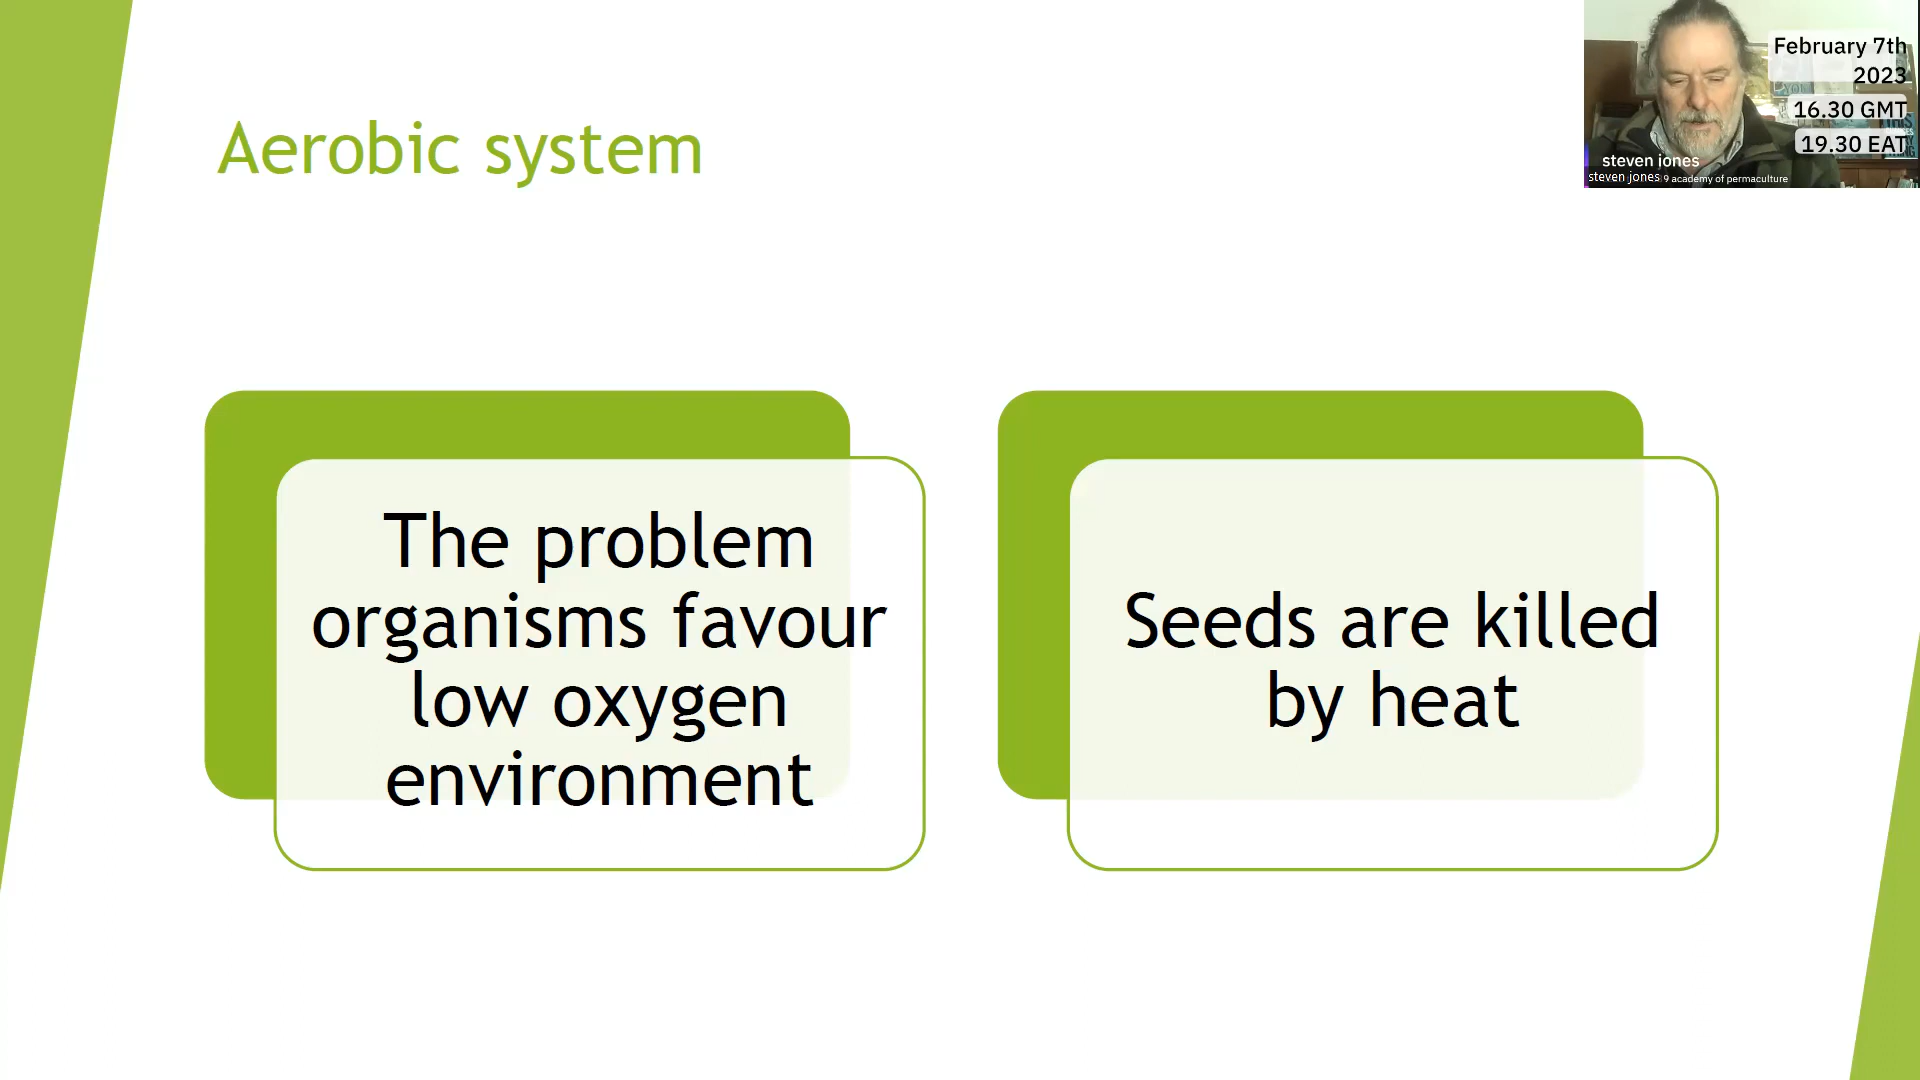 Aerobic system
The problem
organisms favour
low oxygen
environment
Seeds are killed
by heat
February 7th
2023
16.30 GMT
19.30 EAT
steven jones
steven jones 9 academy of permaculture